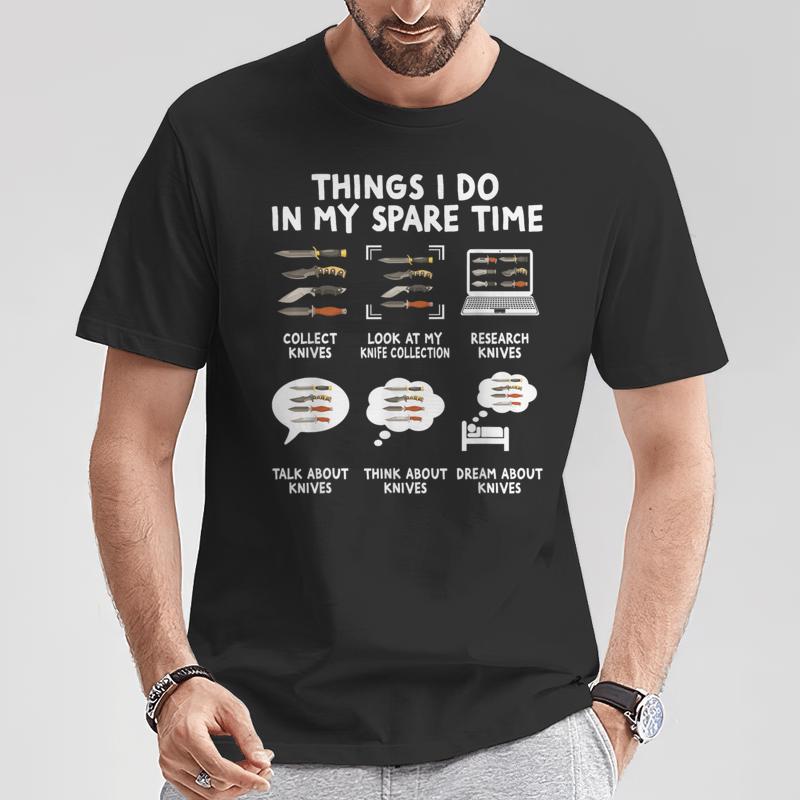 THINGS I DO
IN MY SPARE TIME
COLLECT
KNIVES
LOOK AT MY
KNIFE COLLECTION
RESEARCH
KNIVES
TALK ABOUT
KNIVES
THINK ABOUT
KNIVES
DREAM ABOUT
KNIVES